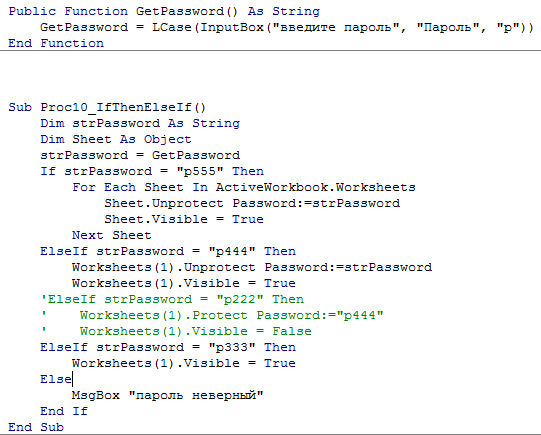 Public Function GetPassword() As String
    GetPassword = LCase(InputBox("введите пароль", "Пароль", "p"))
End Function
Sub Proc10_IfThenElseIf()
    Dim strPassword As String
    Dim Sheet As Object
    strPassword = GetPassword
    If strPassword = "p555" Then
        For Each Sheet In ActiveWorkbook.Worksheets
            Sheet.Unprotect Password:=strPassword
            Sheet.Visible = True
        Next Sheet
    ElseIf strPassword = "p444" Then
        Worksheets(1).Unprotect Password:=strPassword
        Worksheets(1).Visible = True
    'ElseIf strPassword = "p222" Then
    '    Worksheets(1).Protect Password:="p444"
    '    Worksheets(1).Visible = False
    ElseIf strPassword = "p333" Then
        Worksheets(1).Visible = True
    Else
        MsgBox "пароль неверный"
    End If
End Sub